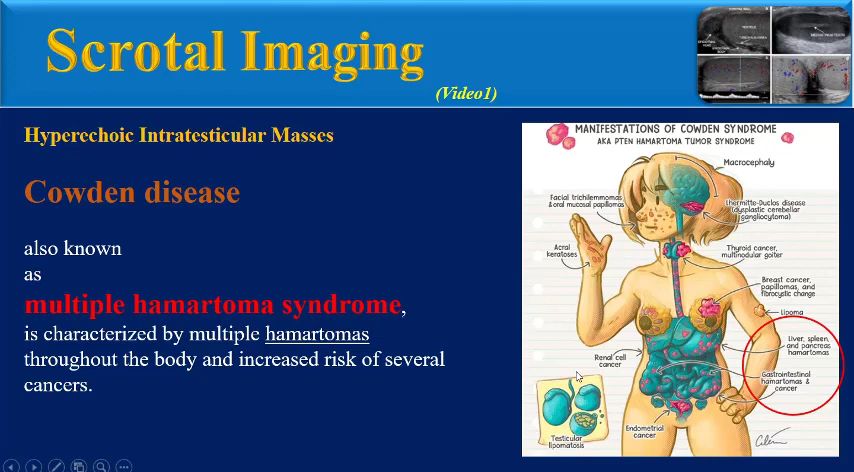 Scrotal Imaging
(Video1)
Hyperechoic Intratesticular Masses
Cowden disease
also known
as
multiple hamartoma syndrome,
is characterized by multiple hamartomas
throughout the body and increased risk of several
cancers.
MANIFESTATIONS OF COWDEN SYNDROME
AKA PTEN HAMARTOMA TUMOR SYNDROME
Macrocephaly
Facial trichilemmomas
& oral mucosal papillomas
Lhermitte-Duclos disease
(dysplastic cerebellar
gangliocytoma)
Acral
keratoses
Thyroid cancer,
multinodular goiter
Breast cancer,
papillomas, and
fibrocystic change
Lipoma
Liver, spleen,
and pancreas
hamartomas
Renal cell
cancer
Gastrointestinal
hamartomas &
cancer
Endometrial
cancer
Testicular
lipomatosis